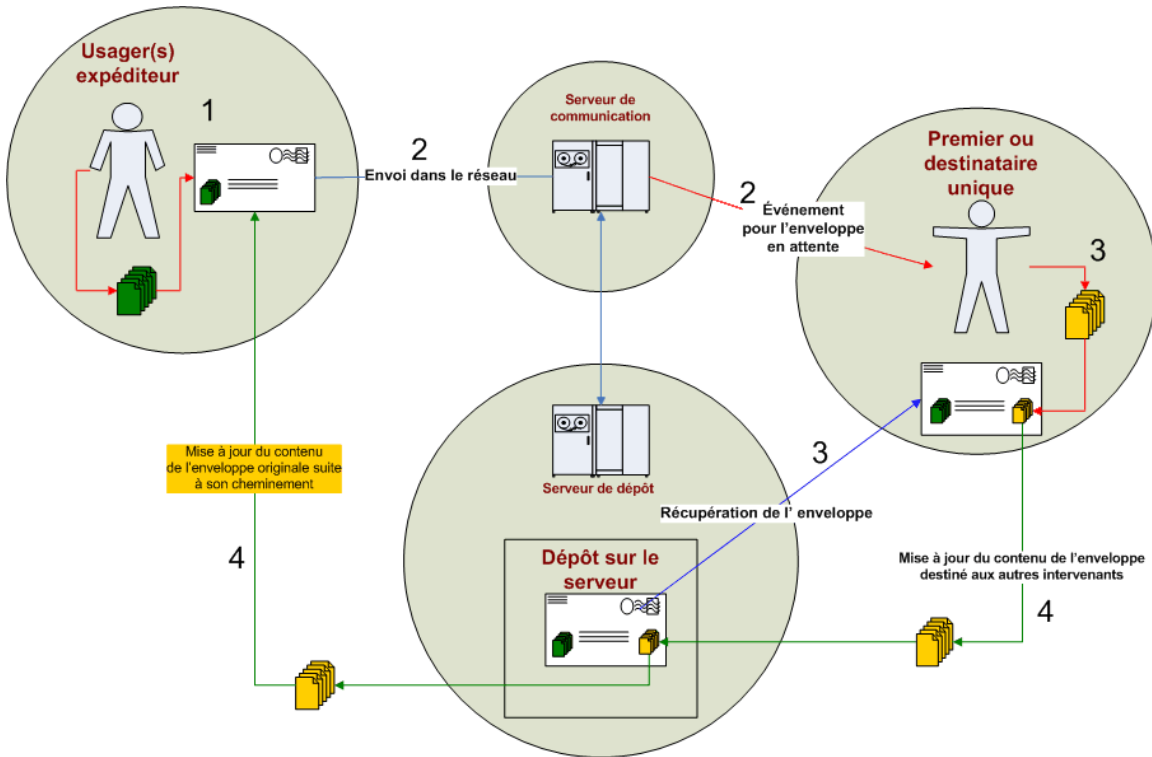 Usager(s)
expéditeur
1
2
Envoi dans le réseau
Serveur de
communication
2
Événement
pour l'enveloppe
en attente
Premier ou
destinataire
unique
3
Mise à jour du contenu
de l'enveloppe originale suite
à son cheminement
4
Serveur de dépôt
3
Récupération de l' enveloppe
Dépôt sur le
serveur
Mise à jour du contenu de l'enveloppe
destiné aux autres intervenants
4